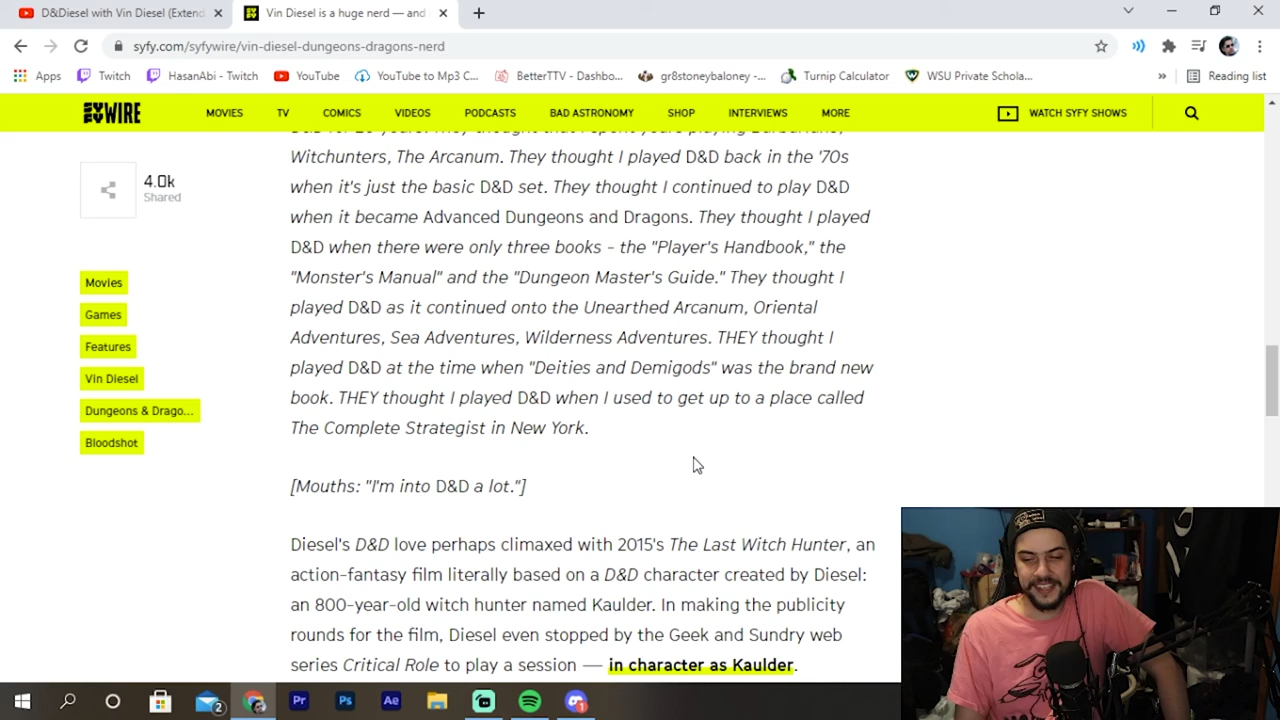 D&Diesel with Vin Diesel (Extend
Vin Diesel is a huge nerd — and
syfy.com/syfywire/vin-diesel-dungeons-dragons-nerd
Apps
Twitch
HasanAbi - Twitch
YouTube
YouTube to Mp3 C...
BetterTTV - Dashbo...
gr8stoneybaloney -...
Turnip Calculator
WSU Private Schola...
»
Reading list
SYFY WIRE
MOVIES
TV
COMICS
VIDEOS
PODCASTS
BAD ASTRONOMY
SHOP
INTERVIEWS
MORE
WATCH SYFY SHOWS
4.0k
Shared
Movies
Games
Features
Vin Diesel
Dungeons & Drago...
Bloodshot
Witchunters, The Arcanum. They thought I played D&D back in the '70s
when it's just the basic D&D set. They thought I continued to play D&D
when it became Advanced Dungeons and Dragons. They thought I played
D&D when there were only three books - the "Player's Handbook," the
"Monster's Manual" and the "Dungeon Master's Guide." They thought I
played D&D as it continued onto the Unearthed Arcanum, Oriental
Adventures, Sea Adventures, Wilderness Adventures. THEY thought I
played D&D at the time when "Deities and Demigods" was the brand new
book. THEY thought I played D&D when I used to get up to a place called
The Complete Strategist in New York.
[Mouths: "I'm into D&D a lot."]
Diesel's D&D love perhaps climaxed with 2015's The Last Witch Hunter, an
action-fantasy film literally based on a D&D character created by Diesel:
an 800-year-old witch hunter named Kaulder. In making the publicity
rounds for the film, Diesel even stopped by the Geek and Sundry web
series Critical Role to play a session — in character as Kaulder.
2
Pr
Ps
Ae
1